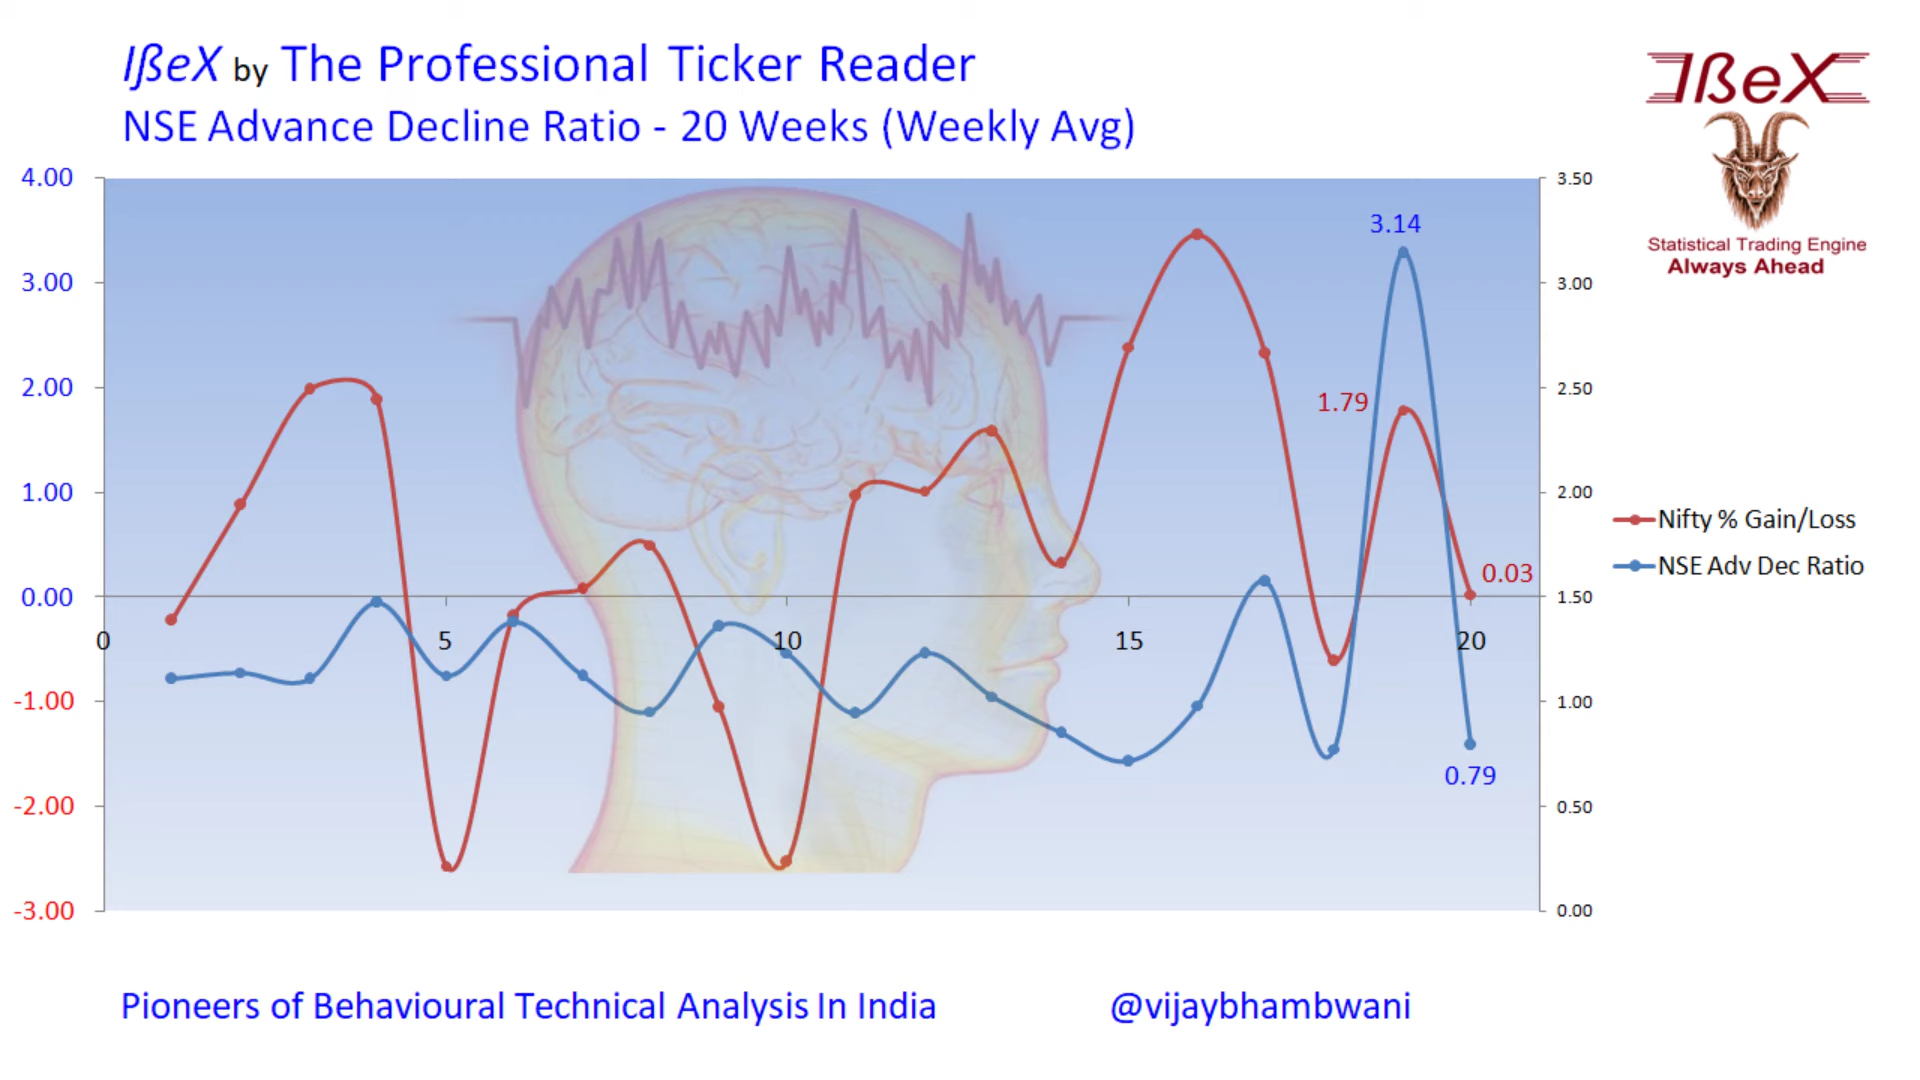 IßeX by The Professional Ticker Reader
NSE Advance Decline Ratio - 20 Weeks (Weekly Avg)
IßeX
Statistical Trading Engine
Always Ahead
4.00
3.00
2.00
1.00
0.00
-1.00
-2.00
-3.00
3.50
3.00
2.50
2.00
1.50
1.00
0.50
0.00
0 5 10 15 20
3.14
1.79
0.03
0.79
Nifty % Gain/Loss
NSE Adv Dec Ratio
Pioneers of Behavioural Technical Analysis In India @vijaybhambwani